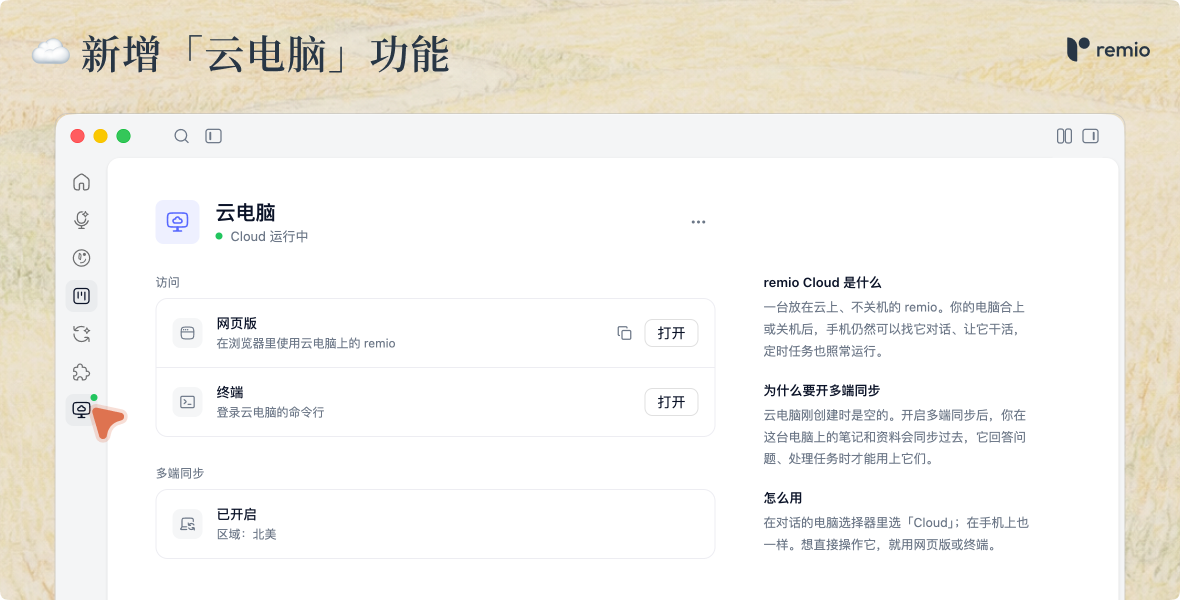 新增「云电脑」功能
remio
云电脑
Cloud 运行中
访问
网页版
在浏览器里使用云电脑上的 remio
打开
终端
登录云电脑的命令行
打开
多端同步
已开启
区域：北美
remio Cloud 是什么
一台放在云上、不关机的 remio。你的电脑合上
或关机后，手机仍然可以找它对话、让它干活，
定时任务也照常运行。
为什么要开多端同步
云电脑刚创建时是空的。开启多端同步后，你在
这台电脑上的笔记和资料会同步过去，它回答问
题、处理任务时才能用上它们。
怎么用
在对话的电脑选择器里选「Cloud」；在手机上也
一样。想直接操作它，就用网页版或终端。